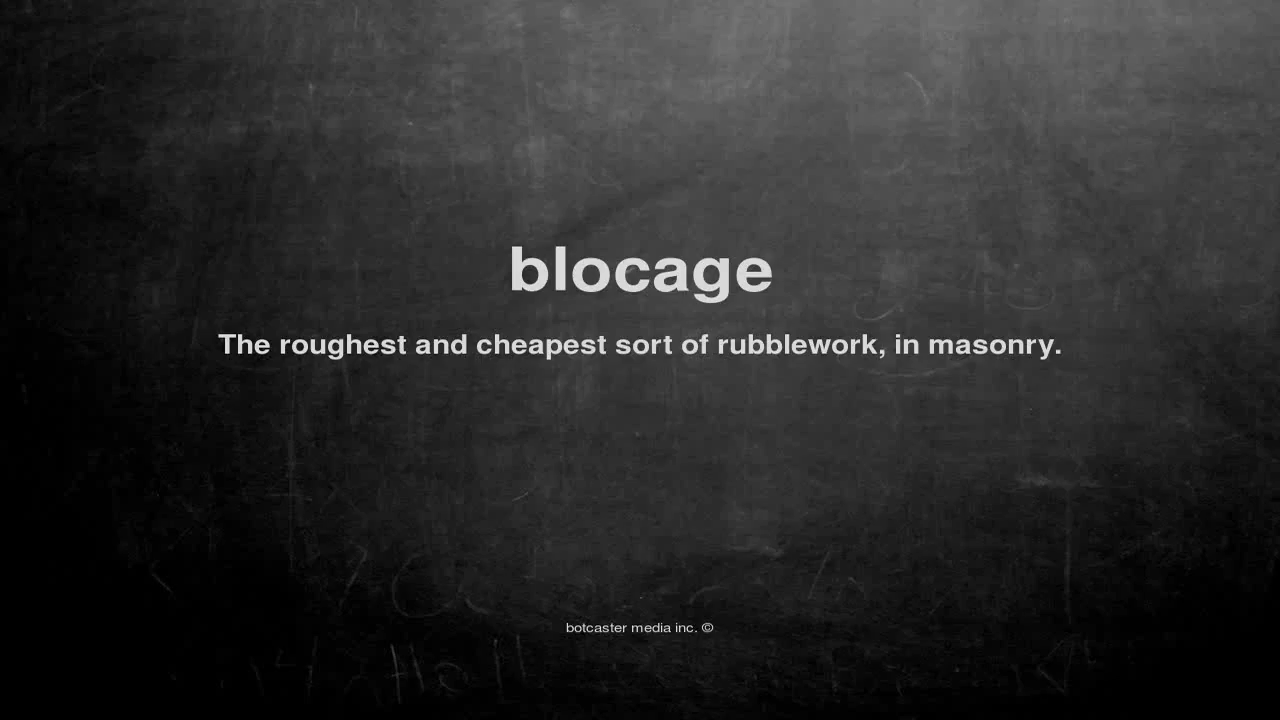 blocage
The roughest and cheapest sort of rubblework, in masonry.
botcaster media inc. ©